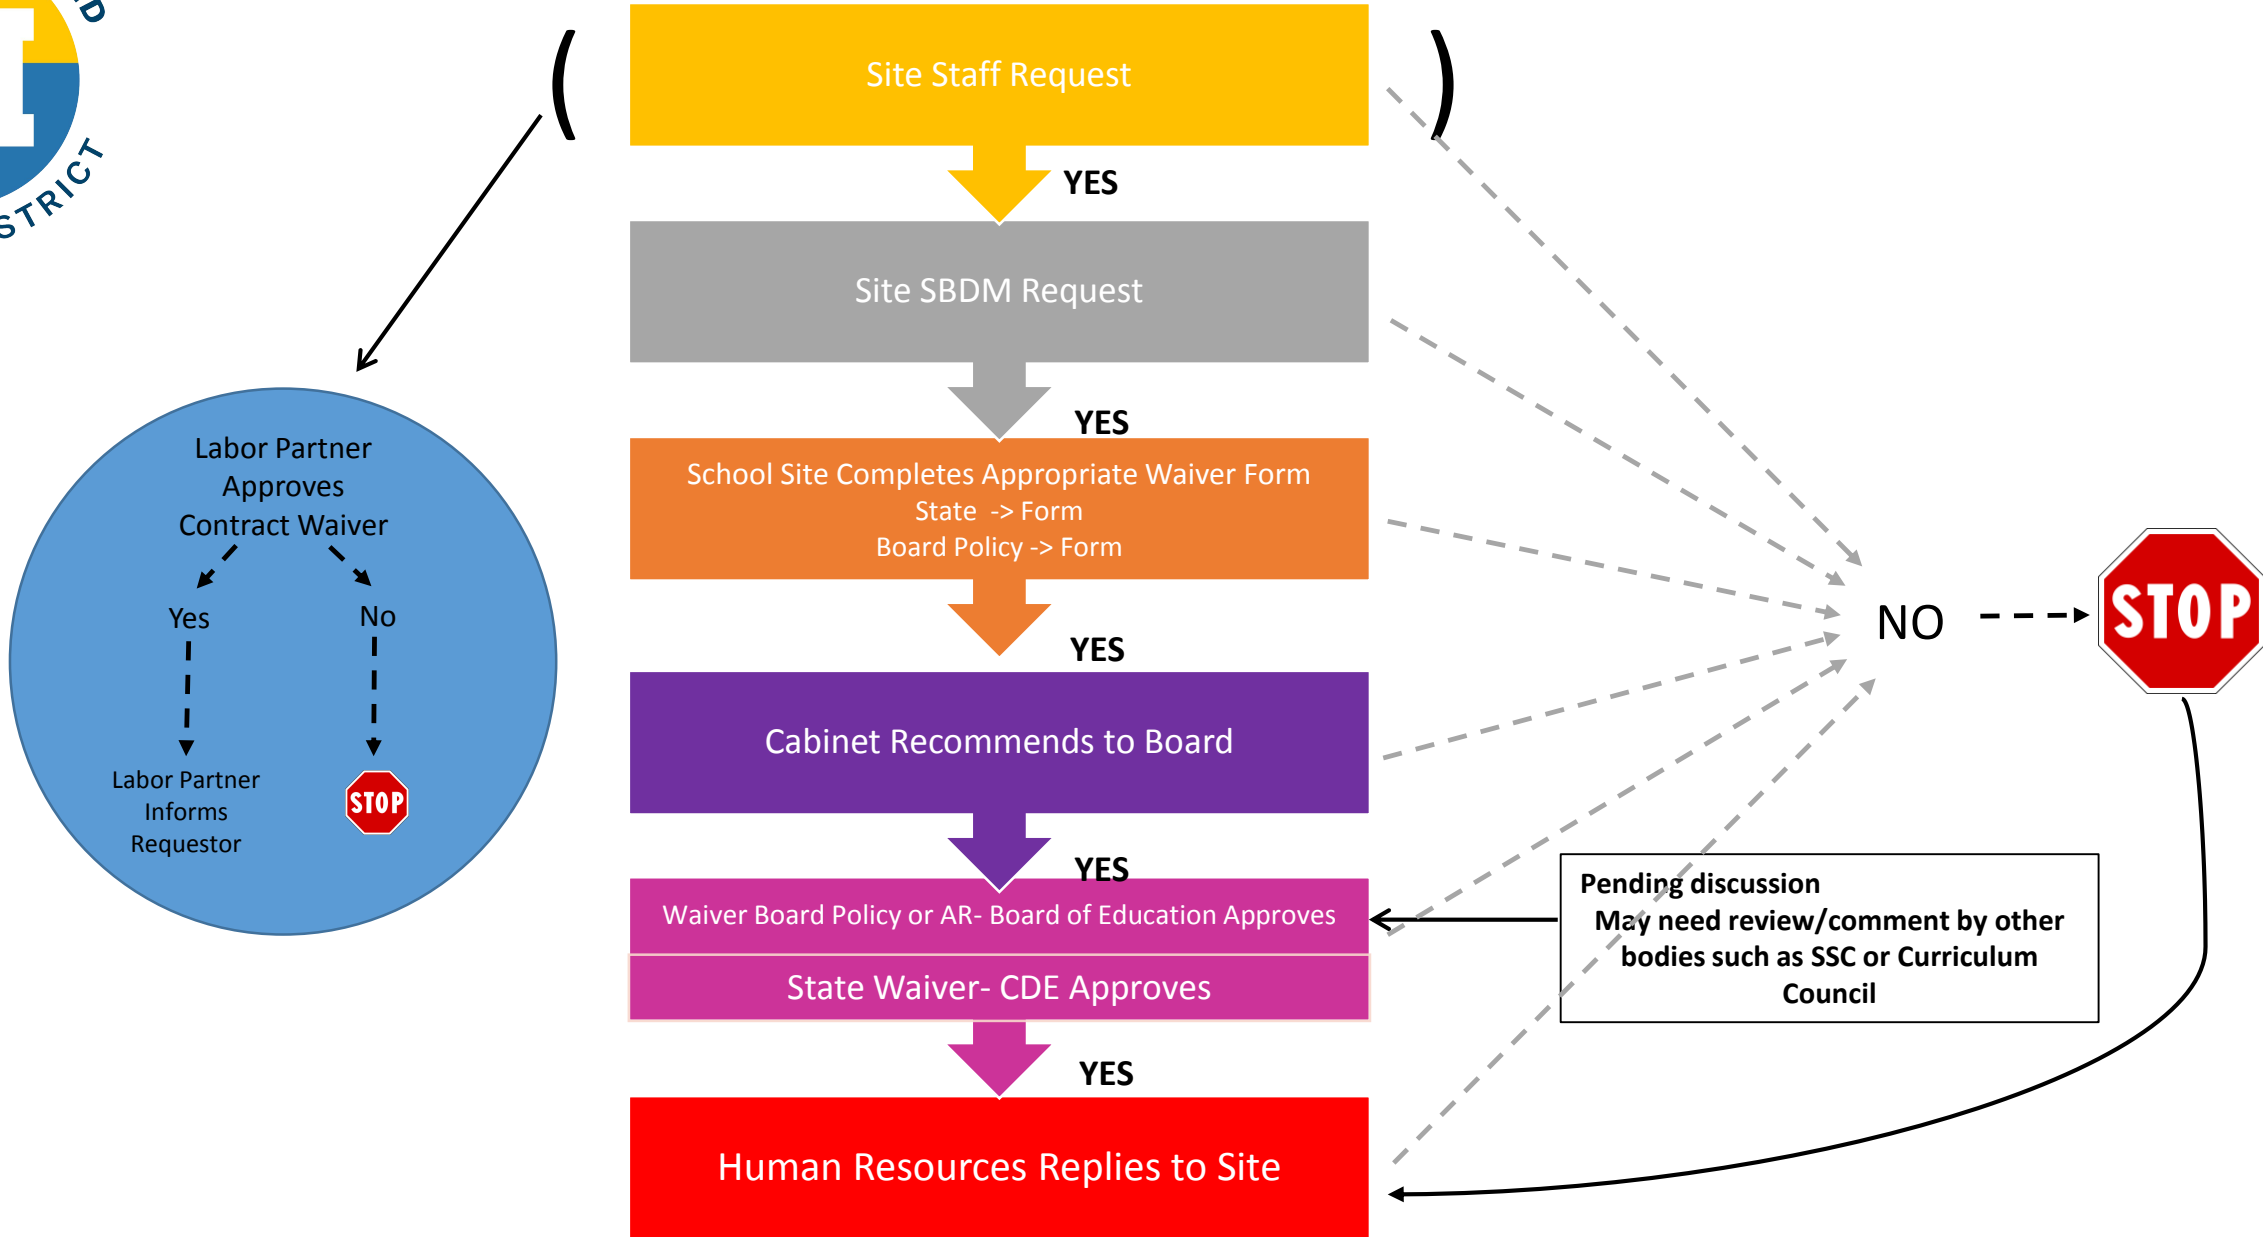 D
STRICT
Site Staff Request
YES
Site SBDM Request
YES
School Site Completes Appropriate Waiver Form
State -> Form
Board Policy -> Form
YES
Cabinet Recommends to Board
YES
Waiver Board Policy or AR- Board of Education Approves
State Waiver- CDE Approves
YES
Human Resources Replies to Site
Labor Partner
Approves
Contract Waiver
Yes
No
Labor Partner
Informs
Requestor
STOP
NO
STOP
Pending discussion
May need review/comment by other
bodies such as SSC or Curriculum
Council